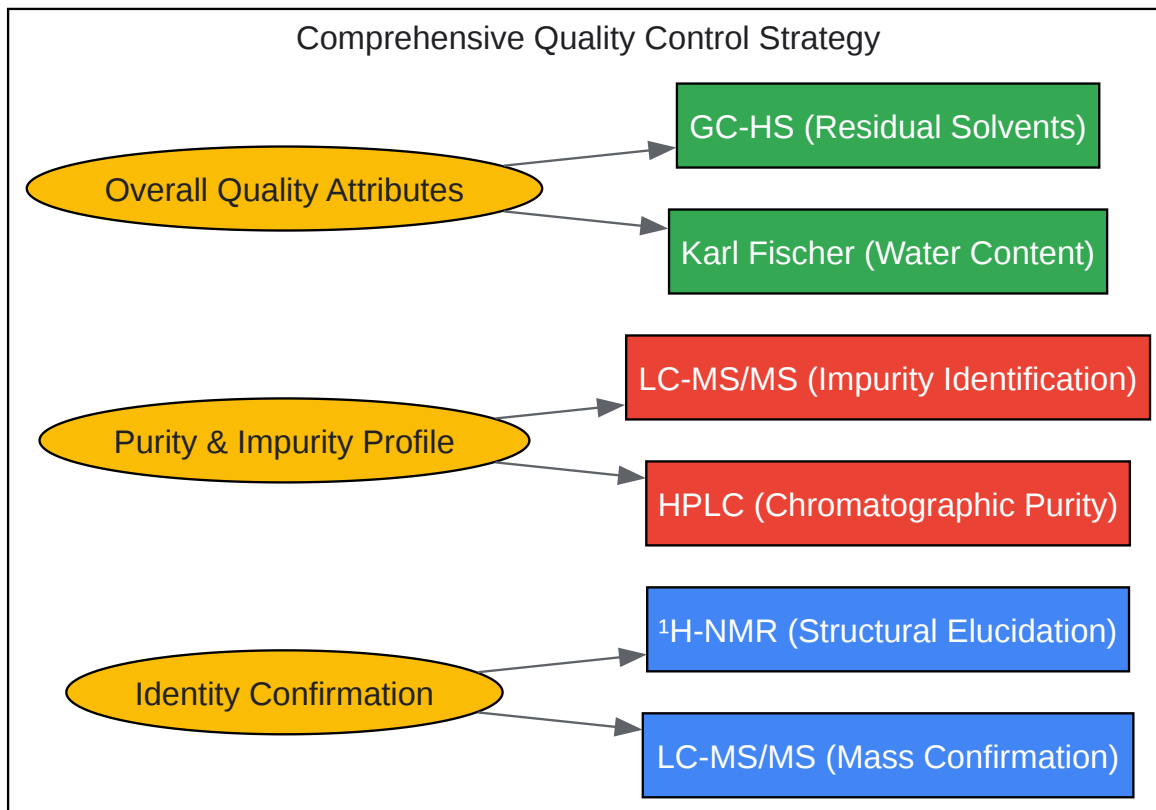 Comprehensive Quality Control Strategy
GC-HS (Residual Solvents)
Overall Quality Attributes
Karl Fischer (Water Content)
LC-MS/MS (Impurity Identification)
Purity & Impurity Profile
HPLC (Chromatographic Purity)
¹H-NMR (Structural Elucidation)
Identity Confirmation
LC-MS/MS (Mass Confirmation)